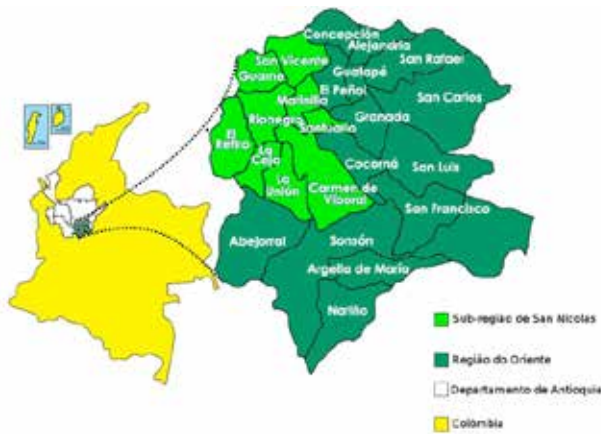 Concepción
Alejandría
San Vicente
San Rafael
Guarne
Guatapé
El Peñol
Marinilla
San Carlos
Rionegro
Granada
Santuario
El Retiro
La Ceja
Cocorná
San Luis
La Unión
Carmen de Viboral
San Francisco
Abejorral
Sonsón
Argelia de María
Nariño
Sub-região de San Nicolas
Região do Oriente
Departamento de Antioquia
Colômbia